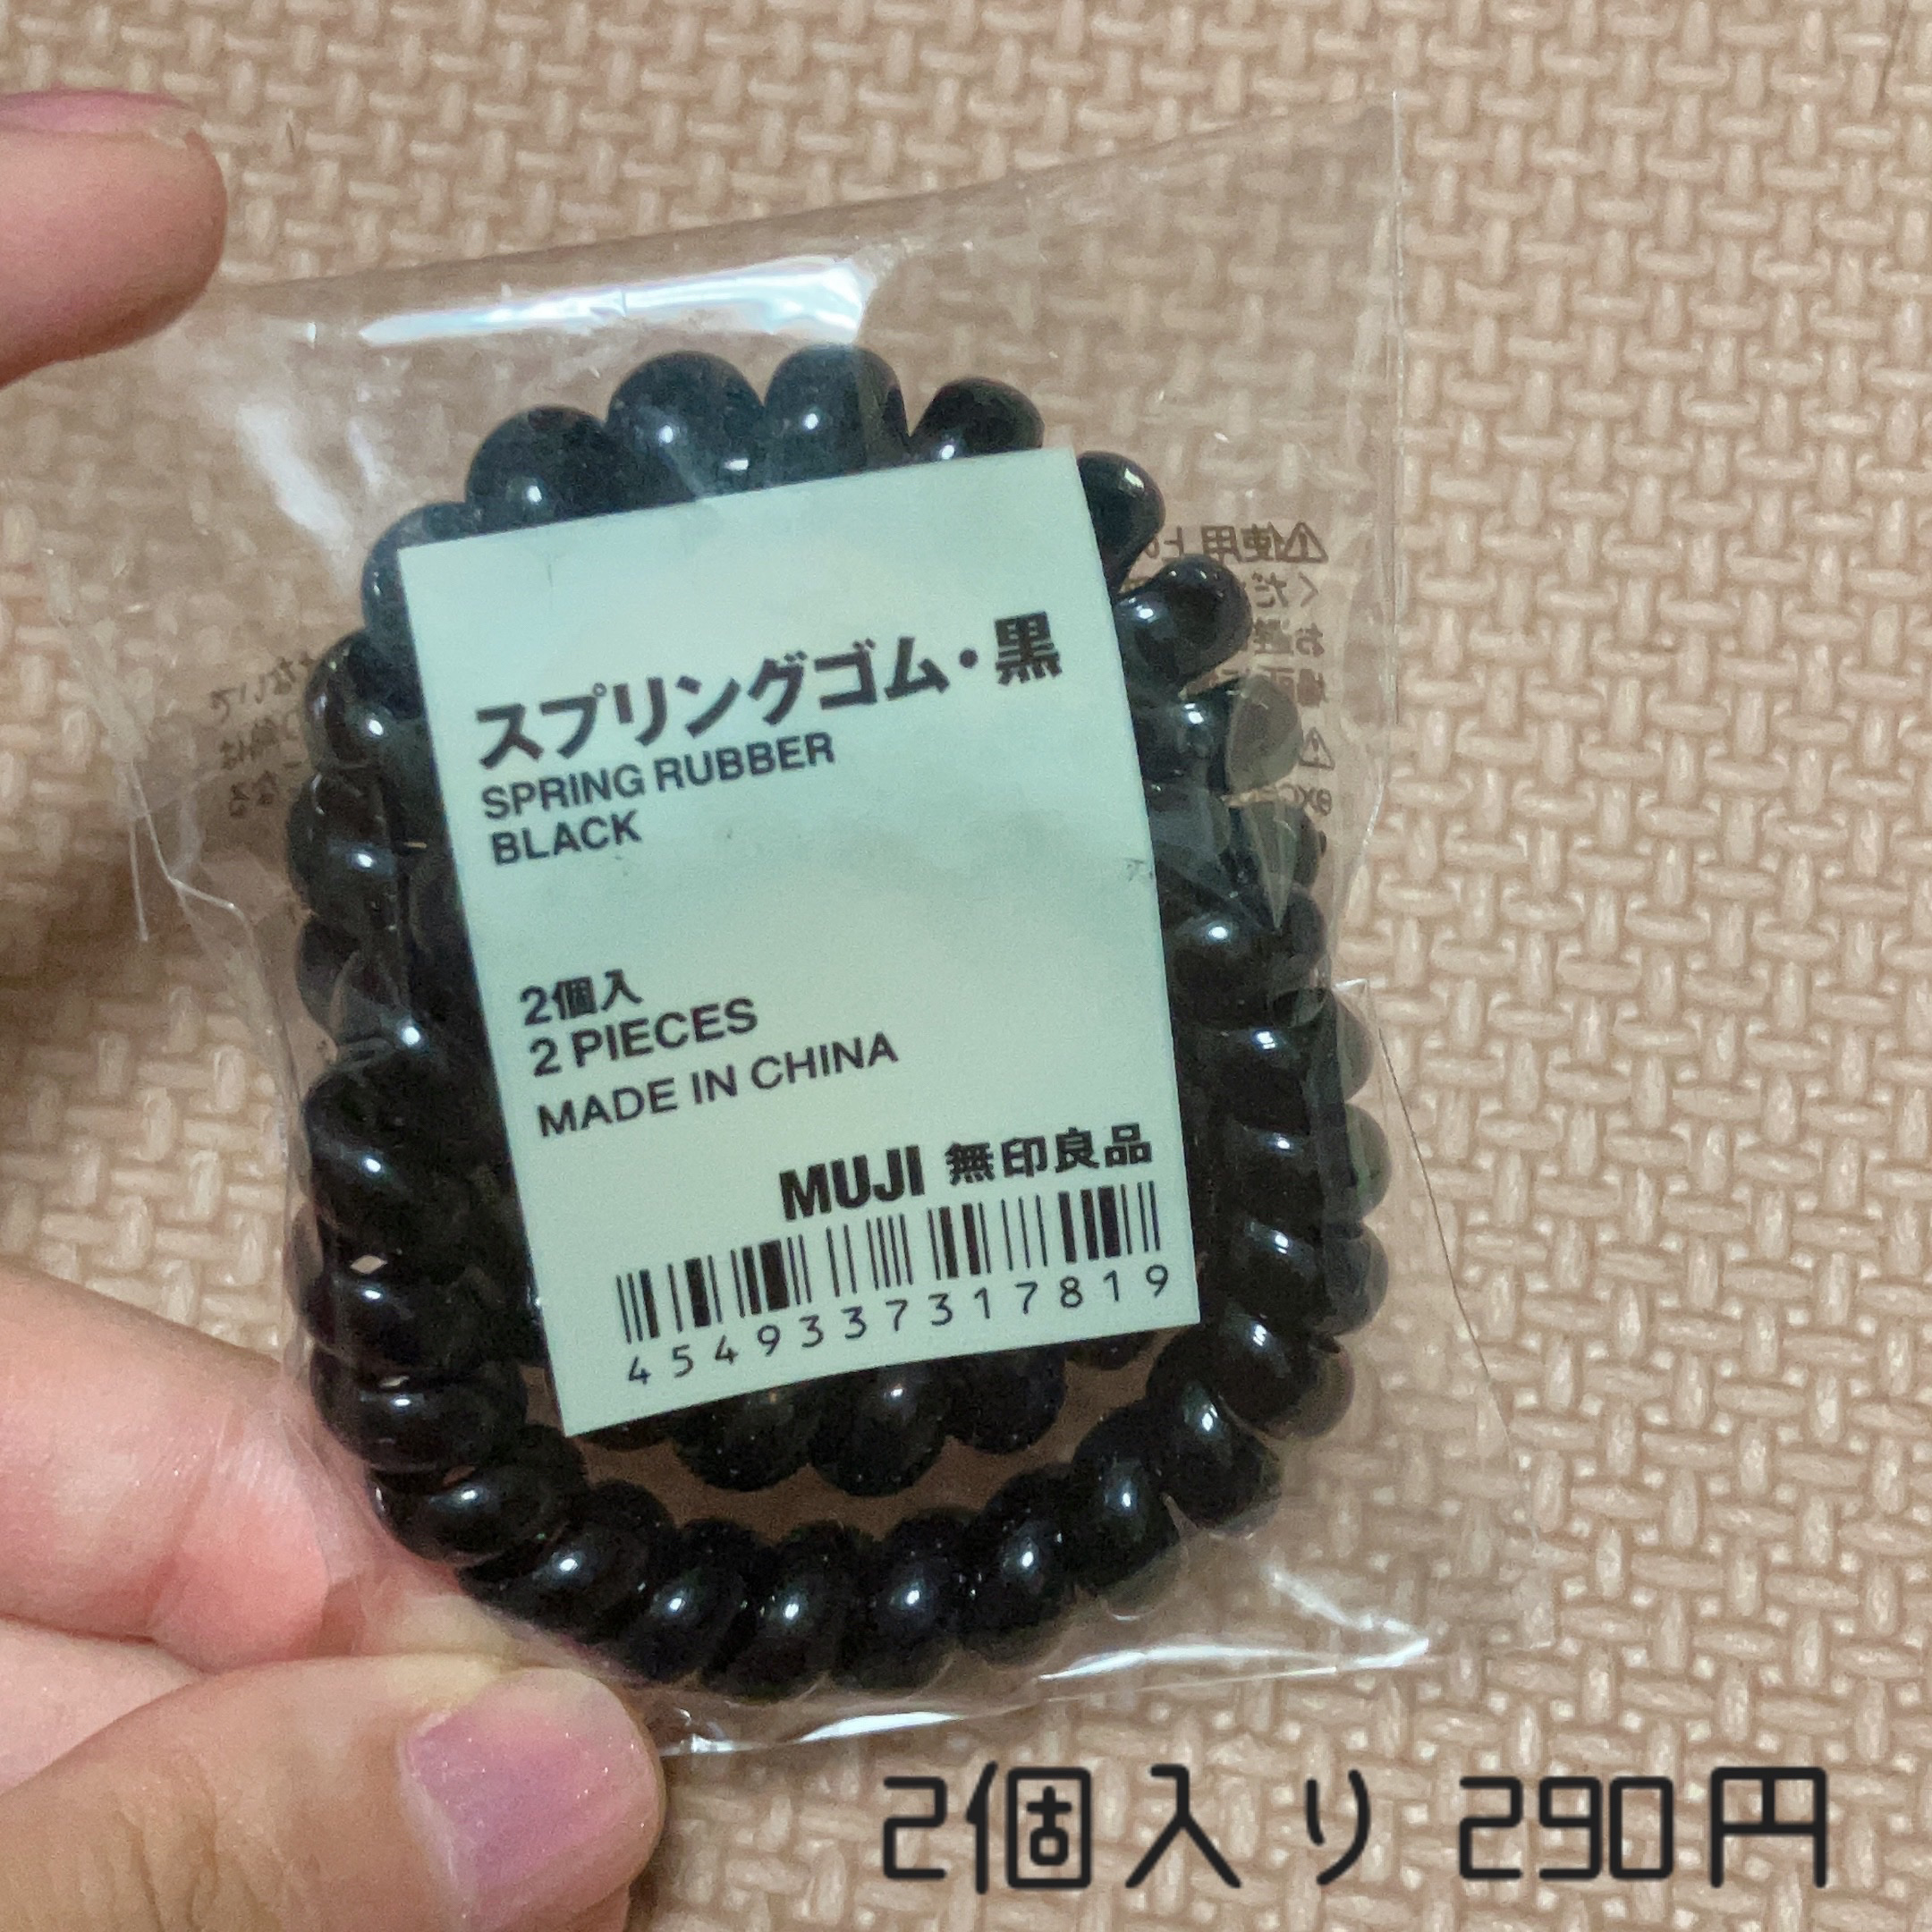 スプリングゴム・黒
SPRING RUBBER
BLACK
2個入
2 PIECES
MADE IN CHINA
MUJI 無印良品
4549337317819
2個入り 290円